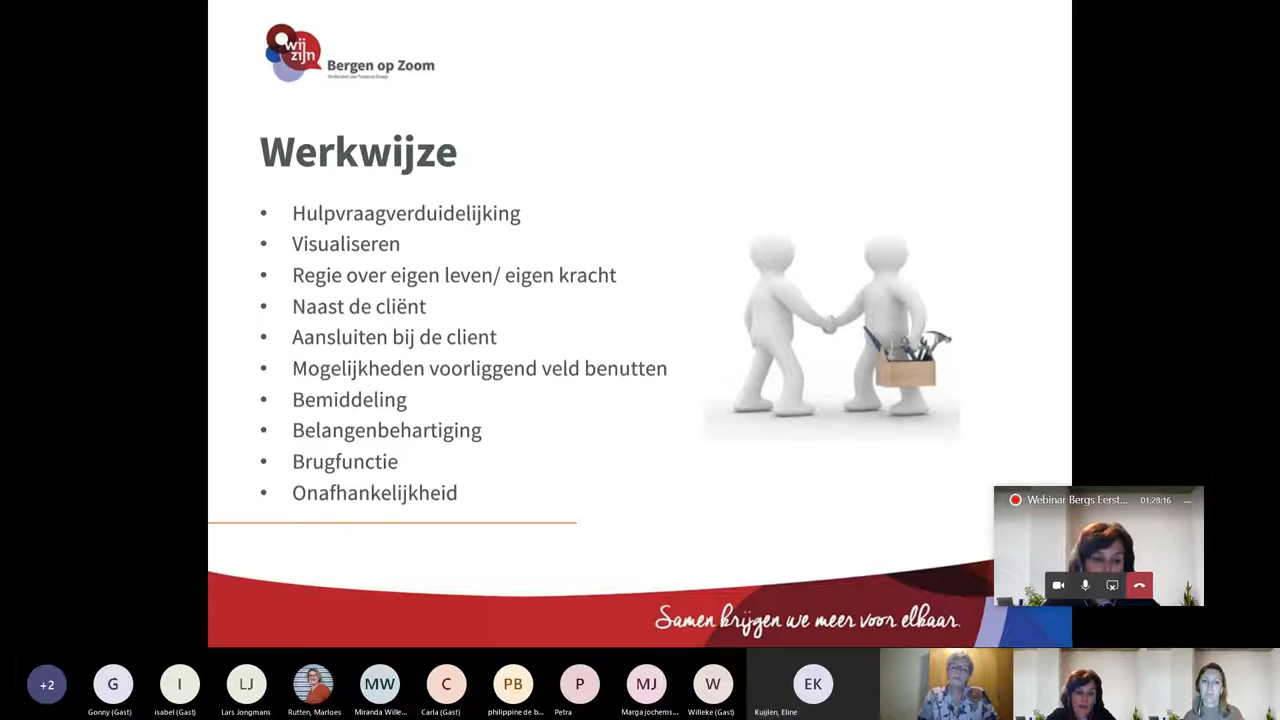 wij
zijn
Bergen op Zoom
Werkwijze
• Hulpvraagverduidelijking
• Visualiseren
• Regie over eigen leven/ eigen kracht
• Naast de cliënt
• Aansluiten bij de client
• Mogelijkheden voorliggend veld benutten
• Bemiddeling
• Belangenbehartiging
• Brugfunctie
• Onafhankelijkheid
Webinar Bergs Eerst... 01:28:16
Samen krijgen we meer voor elkaar.
+2 G I LJ MW C PB P MJ W EK
Gonny (Gast) isabel (Gast) Lars Jongmans Rutten, Marloes Miranda Wille... Carla (Gast) philippine de b... Petra Marga jochems... Willeke (Gast) Kuijlen, Eline